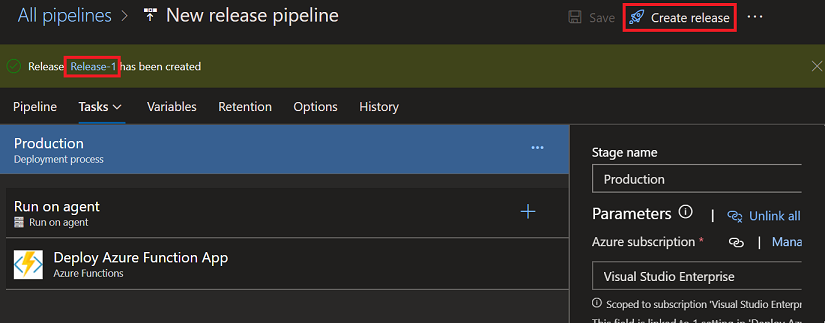 All pipelines > New release pipeline
Save Create release ...
Release Release-1 has been created
Pipeline Tasks Variables Retention Options History
Production
Deployment process
Run on agent
Run on agent
Deploy Azure Function App
Azure Functions
Stage name
Production
Parameters | Unlink all
Azure subscription * | Mana
Visual Studio Enterprise
Scoped to subscription 'Visual Studio Enterp
This field is linked to 1 setting in 'Deploy Az